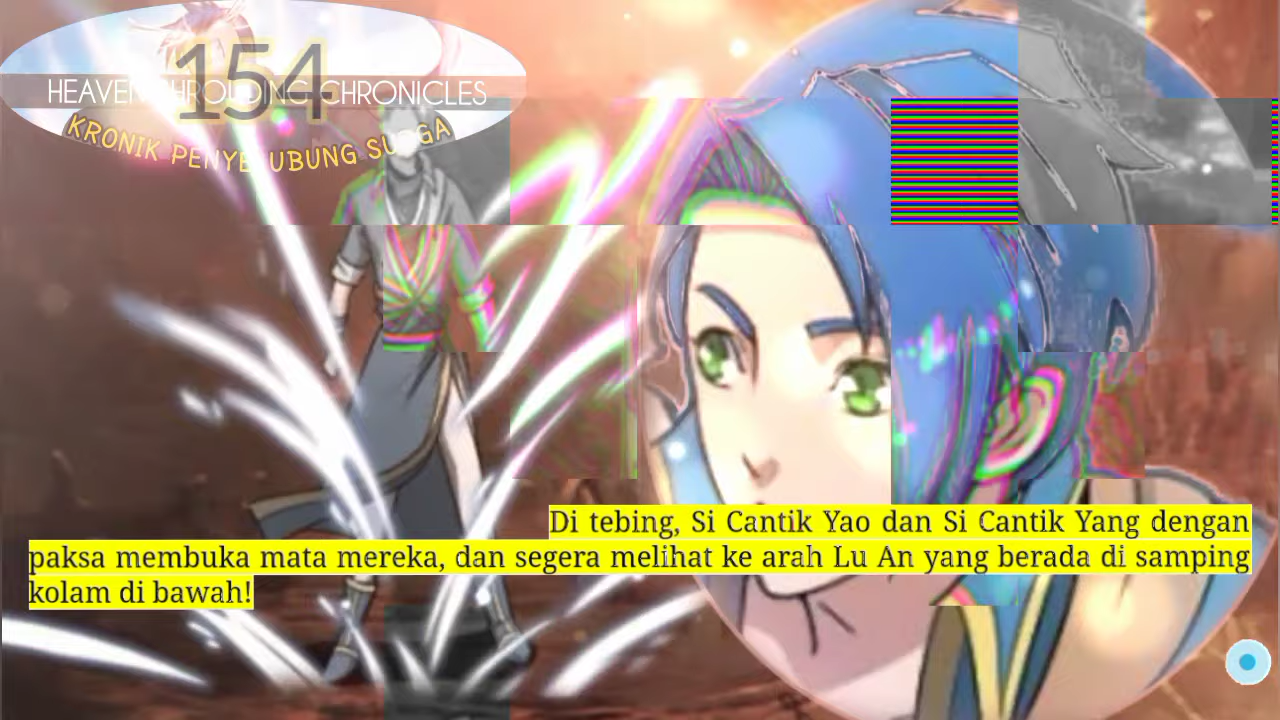 154
HEAVEN SHROUDING CHRONICLES
KRONIK PENYELUBUNG SURGA
Di tebing, Si Cantik Yao dan Si Cantik Yang dengan
paksa membuka mata mereka, dan segera melihat ke arah Lu An yang berada di samping
kolam di bawah!